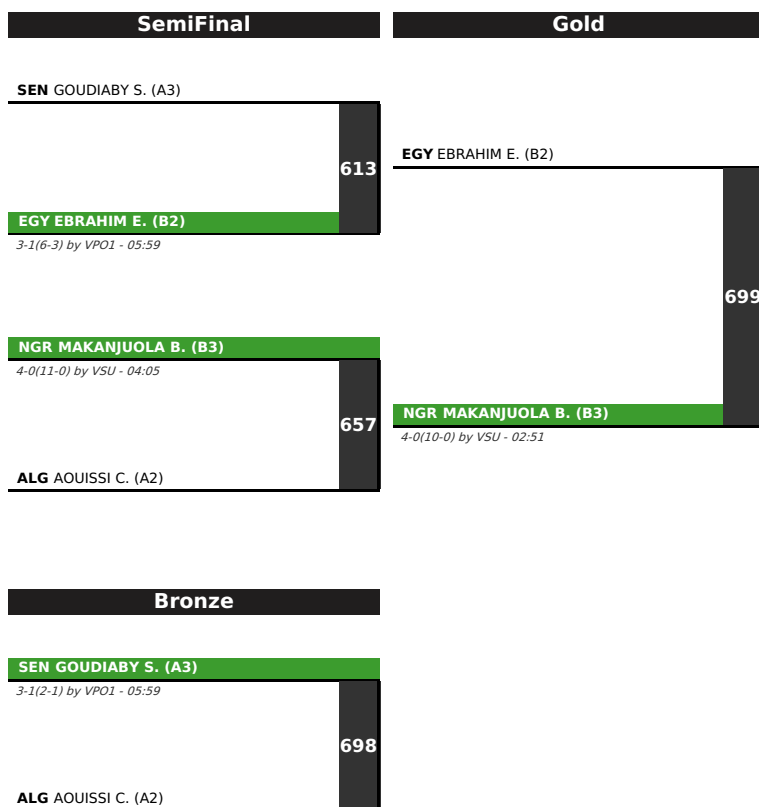 SemiFinal
SEN GOUDIABY S. (A3)
613
EGY EBRAHIM E. (B2)
3-1(6-3) by VPO1 - 05:59
NGR MAKANJUOLA B. (B3)
4-0(11-0) by VSU - 04:05
657
ALG AOUISSI C. (A2)
Gold
EGY EBRAHIM E. (B2)
699
NGR MAKANJUOLA B. (B3)
4-0(10-0) by VSU - 02:51
Bronze
SEN GOUDIABY S. (A3)
3-1(2-1) by VPO1 - 05:59
698
ALG AOUISSI C. (A2)